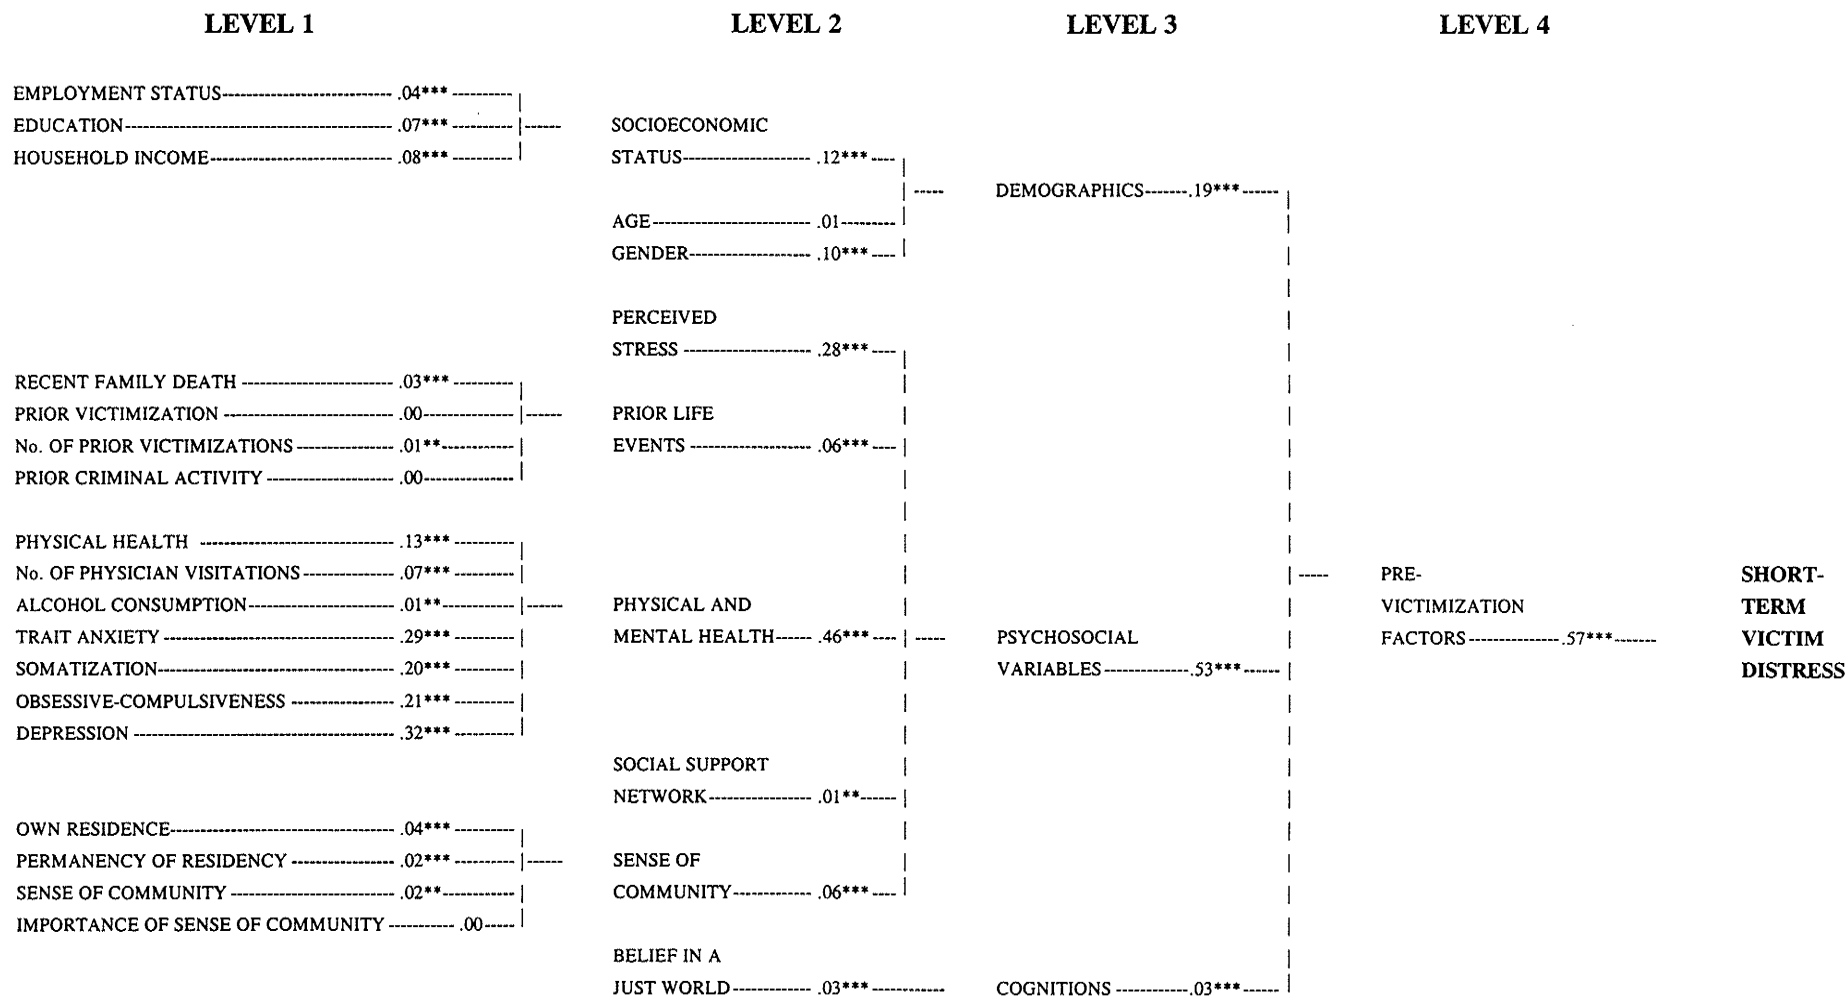 LEVEL 1 LEVEL 2 LEVEL 3 LEVEL 4
EMPLOYMENT STATUS .04***
EDUCATION .07*** SOCIOECONOMIC
HOUSEHOLD INCOME .08*** STATUS .12***
DEMOGRAPHICS .19***
AGE .01
GENDER .10***
PERCEIVED
STRESS .28***
RECENT FAMILY DEATH .03***
PRIOR VICTIMIZATION .00 PRIOR LIFE
No. OF PRIOR VICTIMIZATIONS .01** EVENTS .06***
PRIOR CRIMINAL ACTIVITY .00
PHYSICAL HEALTH .13***
No. OF PHYSICIAN VISITATIONS .07*** PRE- SHORT-
ALCOHOL CONSUMPTION .01** PHYSICAL AND VICTIMIZATION TERM
TRAIT ANXIETY .29*** MENTAL HEALTH .46*** PSYCHOSOCIAL FACTORS .57*** VICTIM
SOMATIZATION .20*** VARIABLES .53*** DISTRESS
OBSESSIVE-COMPULSIVENESS .21***
DEPRESSION .32***
SOCIAL SUPPORT
NETWORK .01**
OWN RESIDENCE .04***
PERMANENCY OF RESIDENCY .02*** SENSE OF
SENSE OF COMMUNITY .02** COMMUNITY .06***
IMPORTANCE OF SENSE OF COMMUNITY .00
BELIEF IN A
JUST WORLD .03*** COGNITIONS .03***